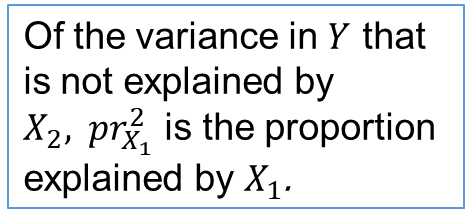 Of the variance in Y that
is not explained by
X₂, pr²X₁ is the proportion
explained by X₁.